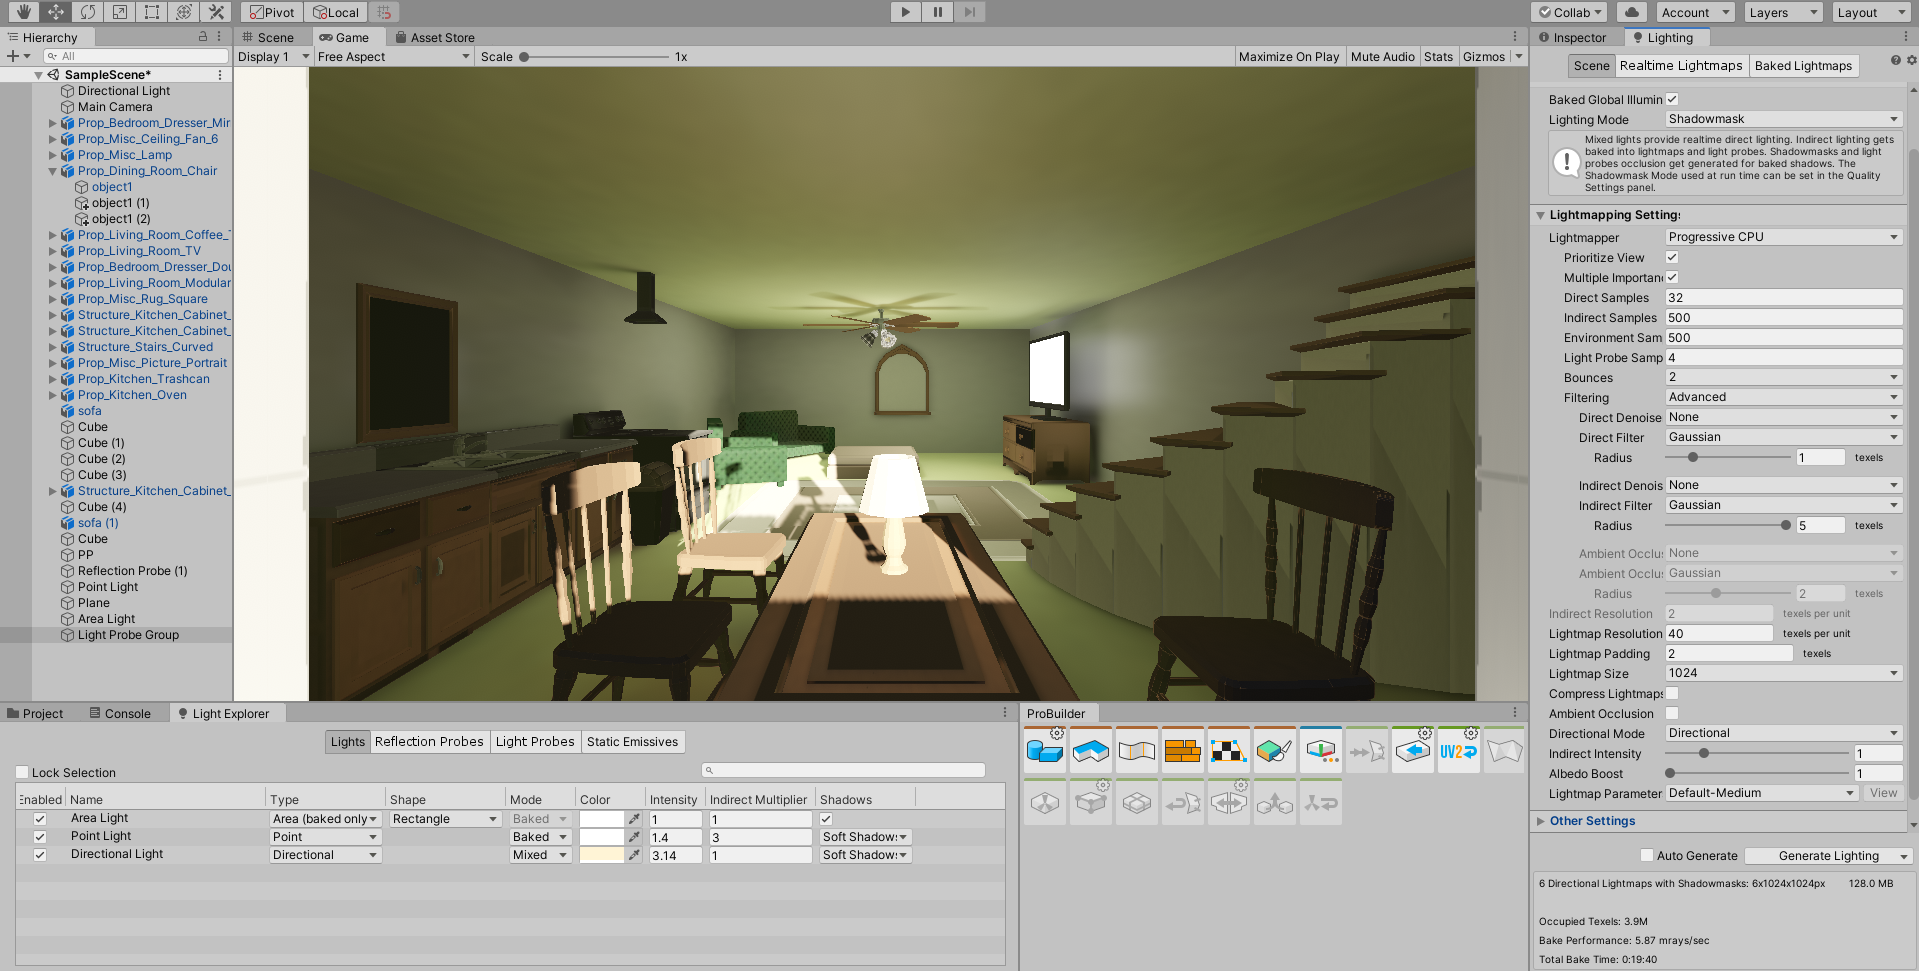 Pivot Local Collab Account Layers Layout
Hierarchy
All
SampleScene*
Directional Light
Main Camera
Prop_Bedroom_Dresser_Mir
Prop_Misc_Ceiling_Fan_6
Prop_Misc_Lamp
Prop_Dining_Room_Chair
object1
object1 (1)
object1 (2)
Prop_Living_Room_Coffee_
Prop_Living_Room_TV
Prop_Bedroom_Dresser_Dou
Prop_Living_Room_Modular
Prop_Misc_Rug_Square
Structure_Kitchen_Cabinet_
Structure_Kitchen_Cabinet_
Structure_Stairs_Curved
Prop_Misc_Picture_Portrait
Prop_Kitchen_Trashcan
Prop_Kitchen_Oven
sofa
Cube
Cube (1)
Cube (2)
Cube (3)
Structure_Kitchen_Cabinet_
Cube (4)
sofa (1)
Cube
PP
Reflection Probe (1)
Point Light
Plane
Area Light
Light Probe Group
Scene Game Asset Store
Display 1 Free Aspect Scale 1x Maximize On Play Mute Audio Stats Gizmos
Inspector Lighting
Scene Realtime Lightmaps Baked Lightmaps
Baked Global Illumin
Lighting Mode Shadowmask
Mixed lights provide realtime direct lighting. Indirect lighting gets
baked into lightmaps and light probes. Shadowmasks and light
probes occlusion get generated for baked shadows. The
Shadowmask Mode used at run time can be set in the Quality
Settings panel.
Lightmapping Settings
Lightmapper Progressive CPU
Prioritize View
Multiple Importanc
Direct Samples 32
Indirect Samples 500
Environment Sam 500
Light Probe Samp 4
Bounces 2
Filtering Advanced
Direct Denoise None
Direct Filter Gaussian
Radius 1 texels
Indirect Denois None
Indirect Filter Gaussian
Radius 5 texels
Ambient Occlu: None
Ambient Occlu: Gaussian
Radius 2 texels
Indirect Resolution 2 texels per unit
Lightmap Resolution 40 texels per unit
Lightmap Padding 2 texels
Lightmap Size 1024
Compress Lightmaps
Ambient Occlusion
Directional Mode Directional
Indirect Intensity 1
Albedo Boost 1
Lightmap Parameter Default-Medium View
Other Settings
Auto Generate Generate Lighting
6 Directional Lightmaps with Shadowmasks: 6x1024x1024px 128.0 MB
Occupied Texels: 3.9M
Bake Performance: 5.87 mrays/sec
Total Bake Time: 0:19:40
Project Console Light Explorer
Lights Reflection Probes Light Probes Static Emissives
Lock Selection
Enabled Name Type Shape Mode Color Intensity Indirect Multiplier Shadows
Area Light Area (baked only Rectangle Baked 1 1
Point Light Point Baked 1.4 3 Soft Shadows
Directional Light Directional Mixed 3.14 1 Soft Shadows
ProBuilder
UV2